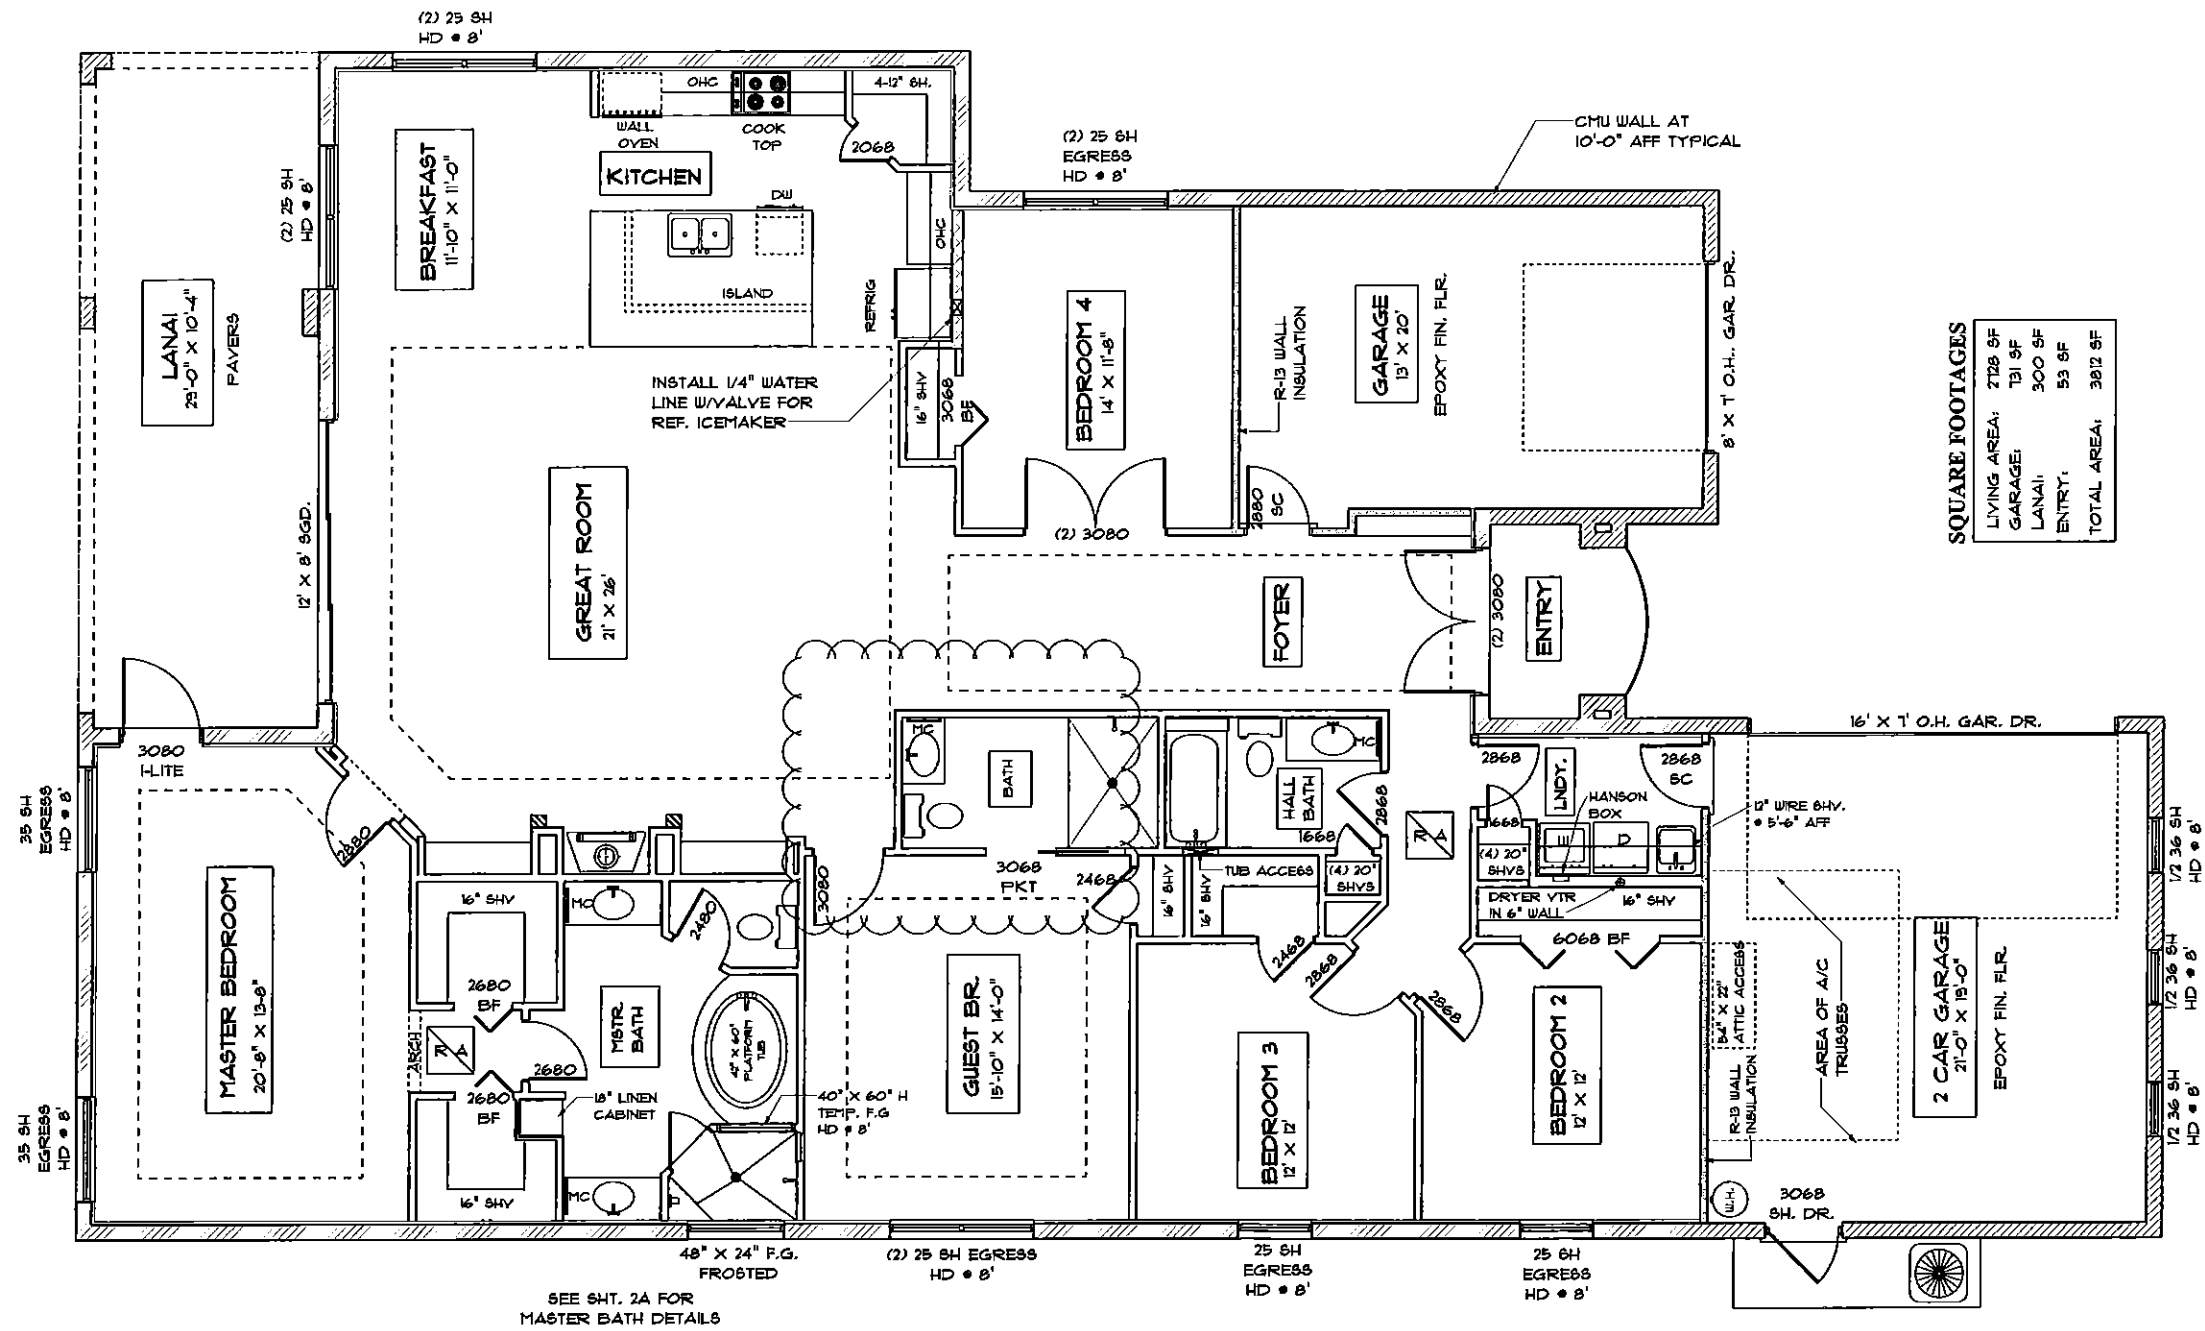 (2) 25 SH
HD @ 8'
OHC
4-12" SH.
WALL
OVEN
COOK
TOP
2068
KITCHEN
DW
OHC
ISLAND
REFRIG
BREAKFAST
11'-10" X 11'-0"
(2) 25 SH
HD @ 8'
LANAI
29'-0" X 10'-4"
PAVERS
12' X 8' SGD.
(2) 25 SH
EGRESS
HD @ 8'
CMU WALL AT
10'-0" AFF TYPICAL
INSTALL 1/4" WATER
LINE W/VALVE FOR
REF. ICEMAKER
16" SHV
3068
BF
BEDROOM 4
14' X 11'-8"
(2) 3080
R-13 WALL
INSULATION
GARAGE
13' X 20'
EPOXY FIN. FLR.
8' X 7' O.H. GAR. DR.
2880
SC
SQUARE FOOTAGES
LIVING AREA: 2728 SF
GARAGE: 731 SF
LANAI: 300 SF
ENTRY: 53 SF
TOTAL AREA: 3812 SF
GREAT ROOM
21' X 26'
FOYER
(2) 3080
ENTRY
3080
1-LITE
2880
35 SH
EGRESS
HD @ 8'
35 SH
EGRESS
HD @ 8'
MASTER BEDROOM
20'-8" X 13'-8"
MC
BATH
3068
PKT
3080
2468
MC
HALL
BATH
1668
2868
TUB ACCESS
(4) 20"
SHVS
16" SHV
16" SHV
R/A
2868
LNDY.
2868
SC
HANSON
BOX
1668
(4) 20"
SHVS
D
12" WIRE SHV.
@ 5'-6" AFF
DRYER VTR
IN 6" WALL
16" SHV
6068 BF
16' X 7' O.H. GAR. DR.
1/2 36 SH
HD @ 8'
1/2 36 SH
HD @ 8'
1/2 36 SH
HD @ 8'
16" SHV
MC
2480
2680
BF
ARCH
R/A
2680
2680
BF
16" SHV
18" LINEN
CABINET
MSTR.
BATH
42" X 60"
PLATFORM
TUB
MC
40" X 60" H
TEMP. F.G
HD @ 8'
GUEST BR.
15'-10" X 14'-0"
2468
2868
BEDROOM 3
12' X 12'
2868
BEDROOM 2
12' X 12'
54" X 22"
ATTIC ACCESS
R-13 WALL
INSULATION
AREA OF A/C
TRUSSES
2 CAR GARAGE
21'-0" X 19'-0"
EPOXY FIN. FLR.
W.H.
3068
SH. DR.
48" X 24" F.G.
FROSTED
(2) 25 SH EGRESS
HD @ 8'
25 SH
EGRESS
HD @ 8'
25 SH
EGRESS
HD @ 8'
SEE SHT. 2A FOR
MASTER BATH DETAILS